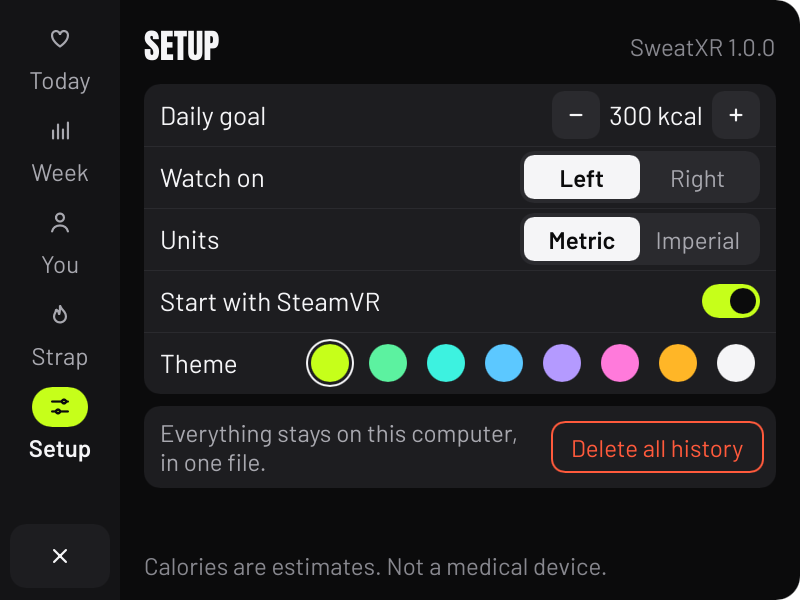 Today
Week
You
Strap
Setup
SETUP
SweatXR 1.0.0
Daily goal
− 300 kcal +
Watch on
Left Right
Units
Metric Imperial
Start with SteamVR
Theme
Everything stays on this computer,
in one file.
Delete all history
Calories are estimates. Not a medical device.